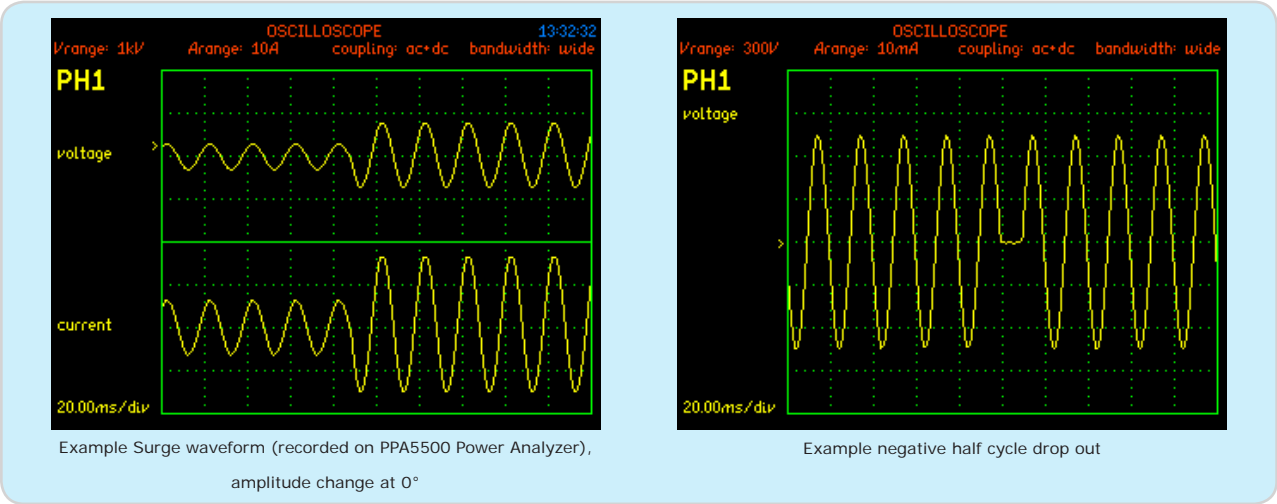 OSCILLOSCOPE 13:32:32
Vrange: 1kV Arange: 10A coupling: ac+dc bandwidth: wide
PH1
voltage
current
20.00ms/div
Example Surge waveform (recorded on PPA5500 Power Analyzer),
amplitude change at 0°
OSCILLOSCOPE
Vrange: 300V Arange: 10mA coupling: ac+dc bandwidth: wide
PH1
voltage
20.00ms/div
Example negative half cycle drop out